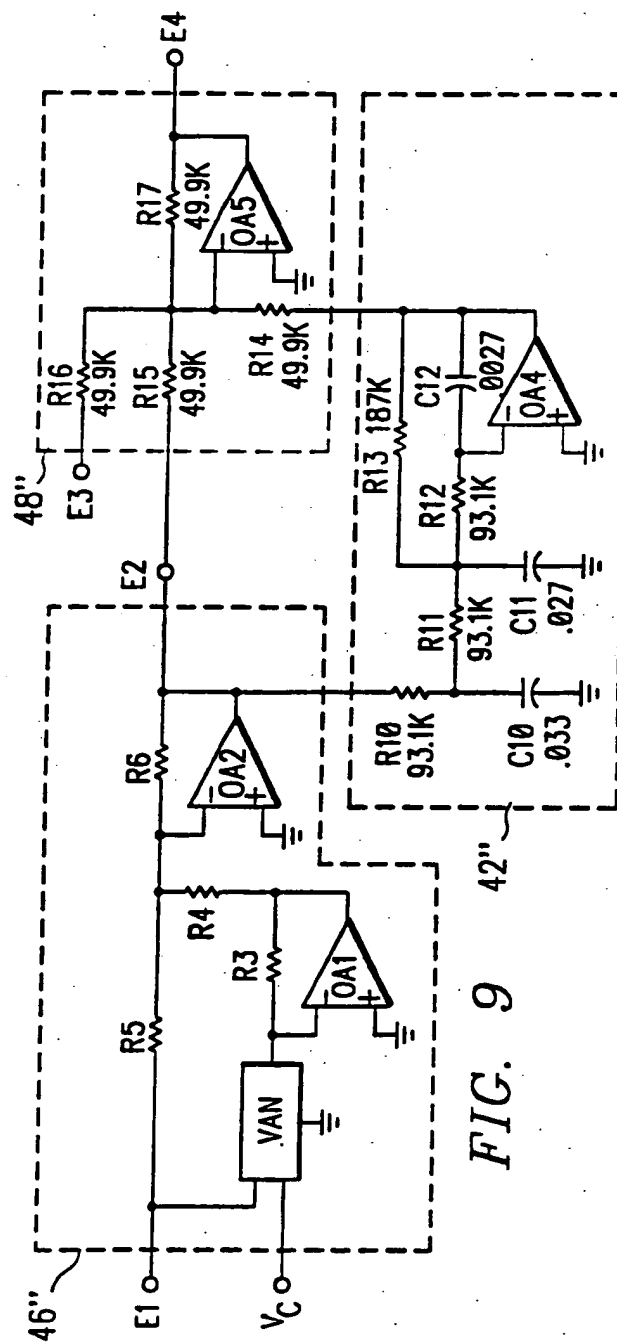 46"
E1
VC
R5
VAN
R3
R4
OA1
−
+
R6
OA2
−
+
E2
48"
E3
R16
49.9K
R15
49.9K
R17
49.9K
OA5
−
+
R14
49.9K
E4
42"
R10
93.1K
C10
.033
R11
93.1K
C11
.027
R13 187K
R12
93.1K
C12
.0027
OA4
−
+
FIG. 9